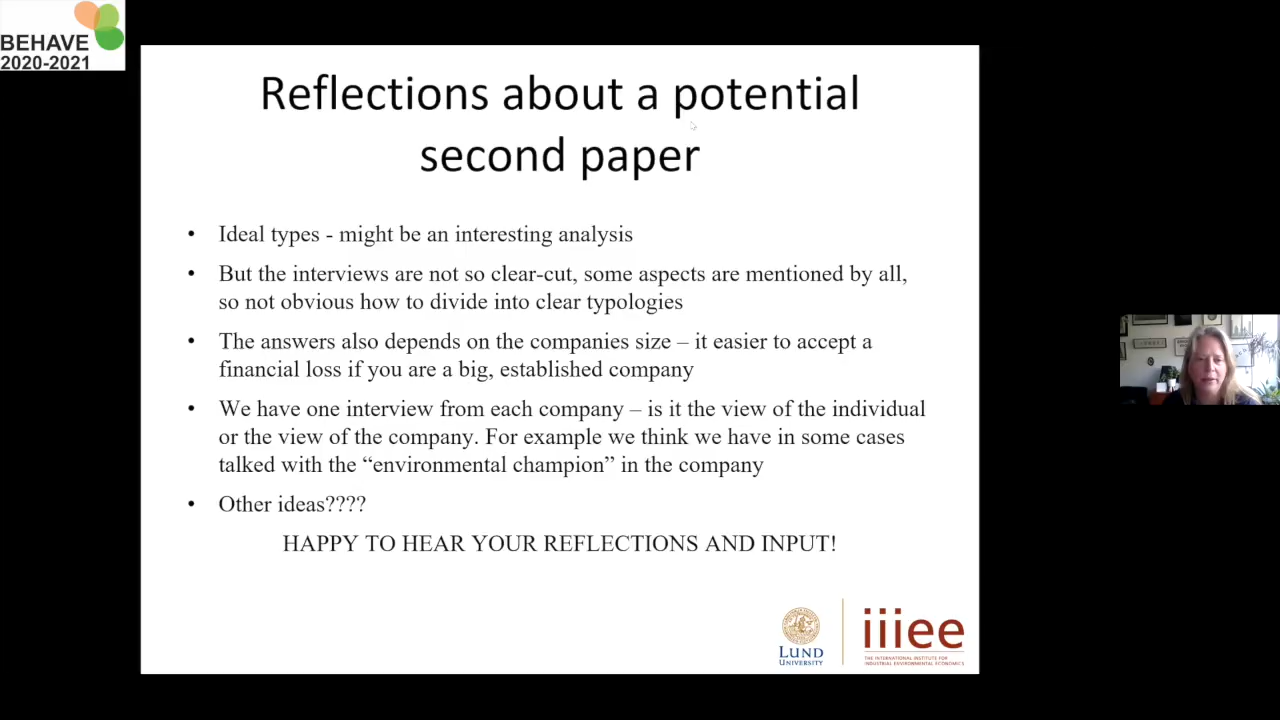 BEHAVE
2020-2021
Reflections about a potential
second paper
• Ideal types - might be an interesting analysis
• But the interviews are not so clear-cut, some aspects are mentioned by all,
so not obvious how to divide into clear typologies
• The answers also depends on the companies size – it easier to accept a
financial loss if you are a big, established company
• We have one interview from each company – is it the view of the individual
or the view of the company. For example we think we have in some cases
talked with the “environmental champion” in the company
• Other ideas????
HAPPY TO HEAR YOUR REFLECTIONS AND INPUT!
LUND
UNIVERSITY
iiiee
THE INTERNATIONAL INSTITUTE FOR
INDUSTRIAL ENVIRONMENTAL ECONOMICS